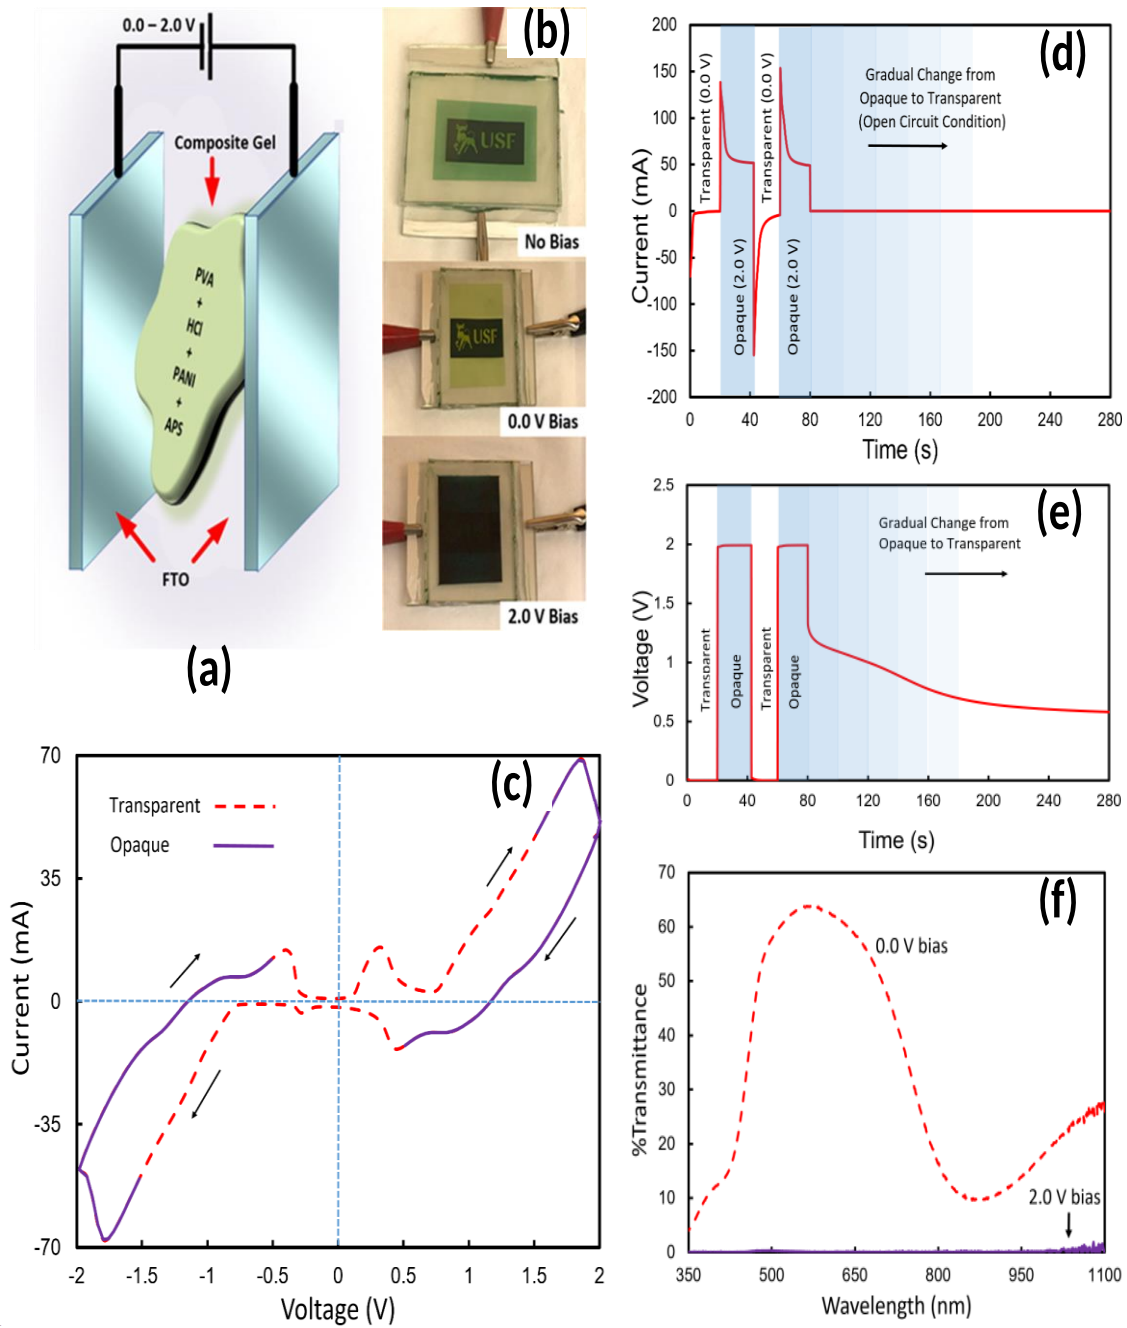 0.0 – 2.0 V
Composite Gel
PVA
+
HCl
+
PANI
+
APS
FTO
(a)
(b)
USF
No Bias
USF
0.0 V Bias
2.0 V Bias
(c)
Transparent
Opaque
70
35
0
-35
-70
Current (mA)
-2
-1.5
-1
-0.5
0
0.5
1
1.5
2
Voltage (V)
(d)
200
150
100
50
0
-50
-100
-150
-200
Current (mA)
Transparent (0.0 V)
Opaque (2.0 V)
Transparent (0.0 V)
Opaque (2.0 V)
Gradual Change from
Opaque to Transparent
(Open Circuit Condition)
0
40
80
120
160
200
240
280
Time (s)
(e)
2.5
2
1.5
1
0.5
0
Voltage (V)
Transparent
Opaque
Transparent
Opaque
Gradual Change from
Opaque to Transparent
0
40
80
120
160
200
240
280
Time (s)
(f)
70
60
50
40
30
20
10
0
%Transmittance
0.0 V bias
2.0 V bias
350
500
650
800
950
1100
Wavelength (nm)